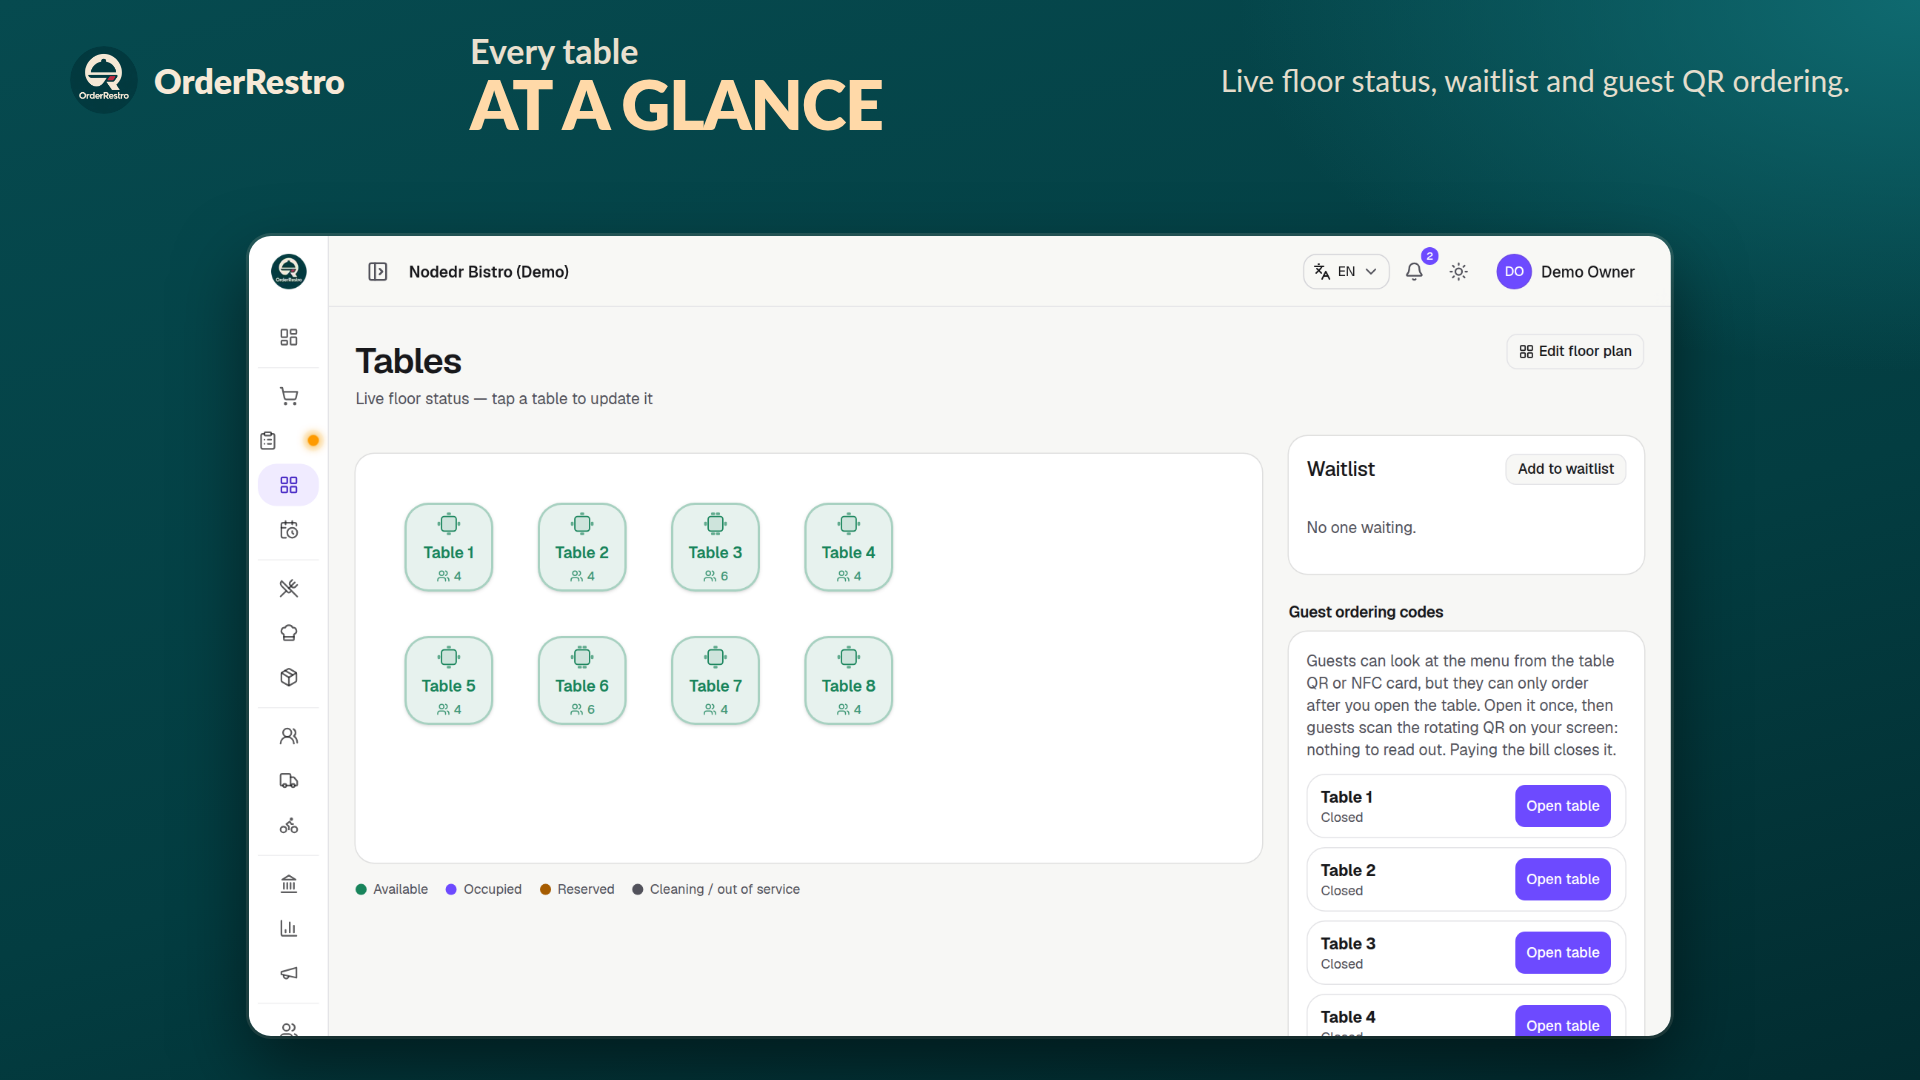 OrderRestro
OrderRestro
Every table
AT A GLANCE
Live floor status, waitlist and guest QR ordering.
Nodedr Bistro (Demo)
EN
2
DO
Demo Owner
Tables
Live floor status — tap a table to update it
Edit floor plan
Table 1
4
Table 2
4
Table 3
6
Table 4
4
Table 5
4
Table 6
6
Table 7
4
Table 8
4
Available
Occupied
Reserved
Cleaning / out of service
Waitlist
Add to waitlist
No one waiting.
Guest ordering codes
Guests can look at the menu from the table
QR or NFC card, but they can only order
after you open the table. Open it once, then
guests scan the rotating QR on your screen:
nothing to read out. Paying the bill closes it.
Table 1
Closed
Open table
Table 2
Closed
Open table
Table 3
Closed
Open table
Table 4
Closed
Open table